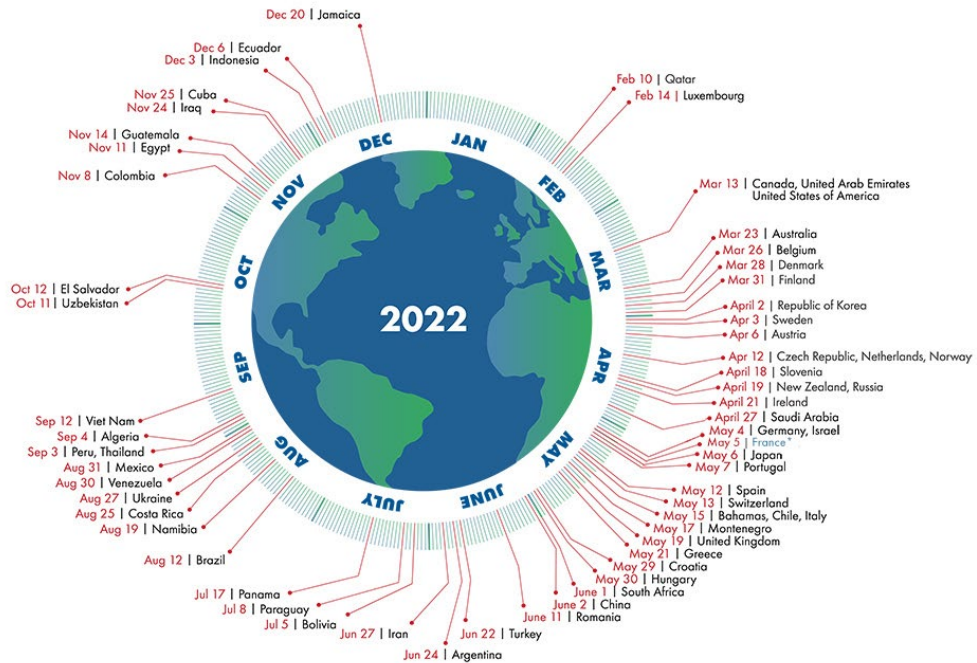 Dec 20 | Jamaica
Dec 6 | Ecuador
Dec 3 | Indonesia
Nov 25 | Cuba
Nov 24 | Iraq
Nov 14 | Guatemala
Nov 11 | Egypt
Nov 8 | Colombia
Oct 12 | El Salvador
Oct 11 | Uzbekistan
Sep 12 | Viet Nam
Sep 4 | Algeria
Sep 3 | Peru, Thailand
Aug 31 | Mexico
Aug 30 | Venezuela
Aug 27 | Ukraine
Aug 25 | Costa Rica
Aug 19 | Namibia
Aug 12 | Brazil
Jul 17 | Panama
Jul 8 | Paraguay
Jul 5 | Bolivia
Jun 27 | Iran
Jun 24 | Argentina
Jun 22 | Turkey
Feb 10 | Qatar
Feb 14 | Luxembourg
Mar 13 | Canada, United Arab Emirates
United States of America
Mar 23 | Australia
Mar 26 | Belgium
Mar 28 | Denmark
Mar 31 | Finland
April 2 | Republic of Korea
Apr 3 | Sweden
Apr 6 | Austria
Apr 12 | Czech Republic, Netherlands, Norway
April 18 | Slovenia
April 19 | New Zealand, Russia
April 21 | Ireland
April 27 | Saudi Arabia
May 4 | Germany, Israel
May 5 | France*
May 6 | Japan
May 7 | Portugal
May 12 | Spain
May 13 | Switzerland
May 15 | Bahamas, Chile, Italy
May 17 | Montenegro
May 19 | United Kingdom
May 21 | Greece
May 29 | Croatia
May 30 | Hungary
June 1 | South Africa
June 2 | China
June 11 | Romania
JAN
FEB
MAR
APR
MAY
JUNE
JULY
AUG
SEP
OCT
NOV
DEC
2022